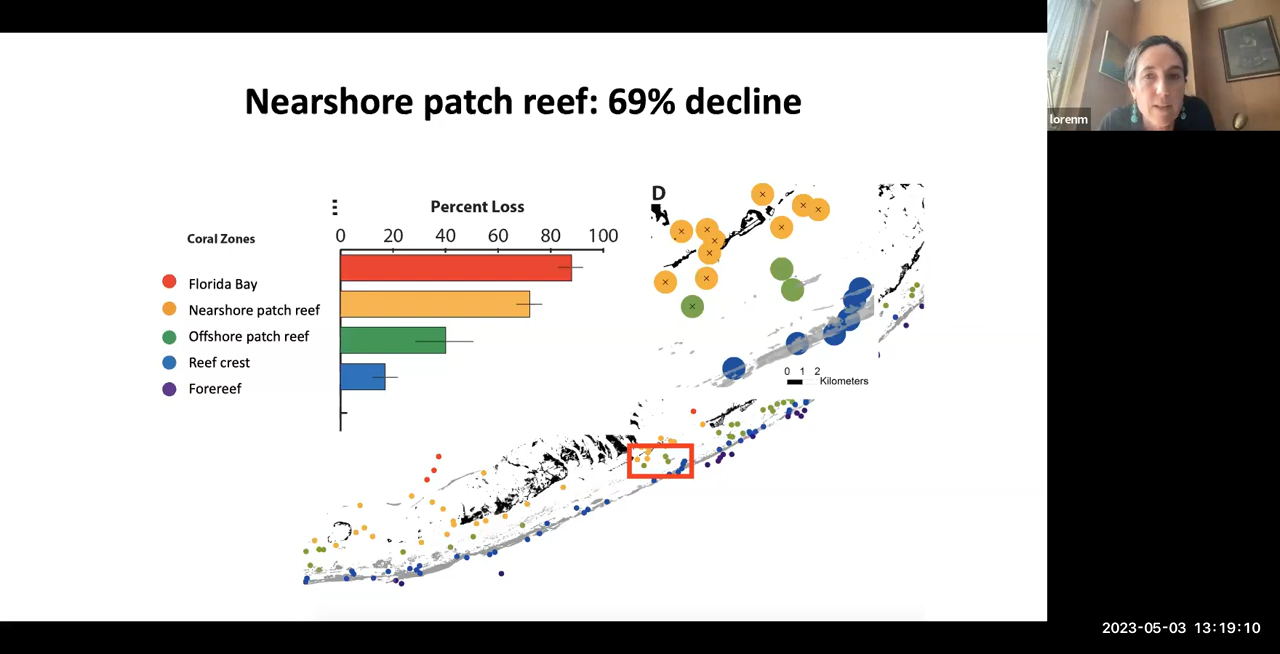 Nearshore patch reef: 69% decline
Percent Loss
Coral Zones
0 20 40 60 80 100
Florida Bay
Nearshore patch reef
Offshore patch reef
Reef crest
Forereef
D
0 1 2
Kilometers
lorenm
2023-05-03 13:19:10